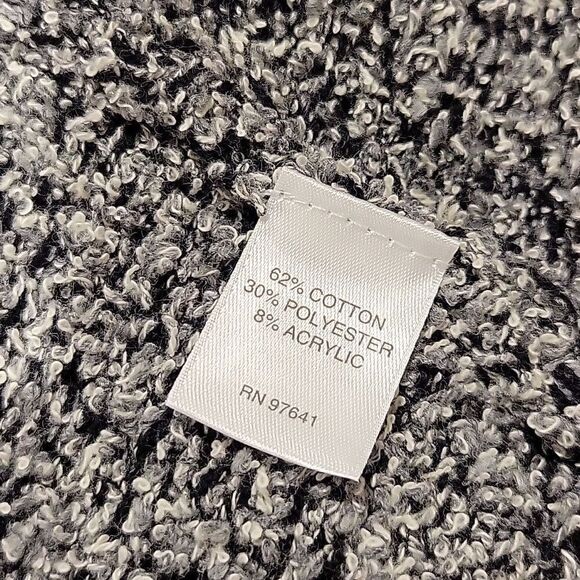 62% COTTON
30% POLYESTER
8% ACRYLIC
RN 97641